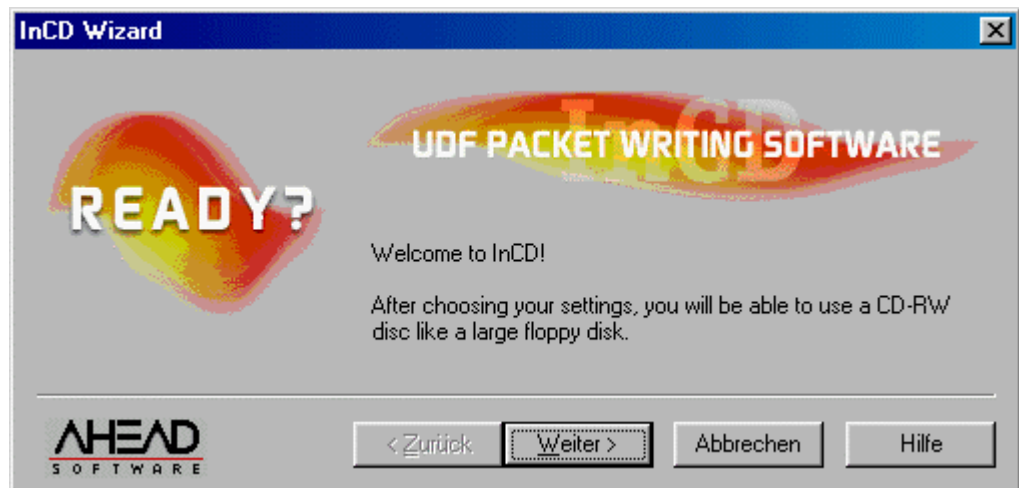 InCD Wizard
InCD
UDF PACKET WRITING SOFTWARE
READY?
Welcome to InCD!
After choosing your settings, you will be able to use a CD-RW
disc like a large floppy disk.
AHEAD
SOFTWARE
< Zurück
Weiter >
Abbrechen
Hilfe